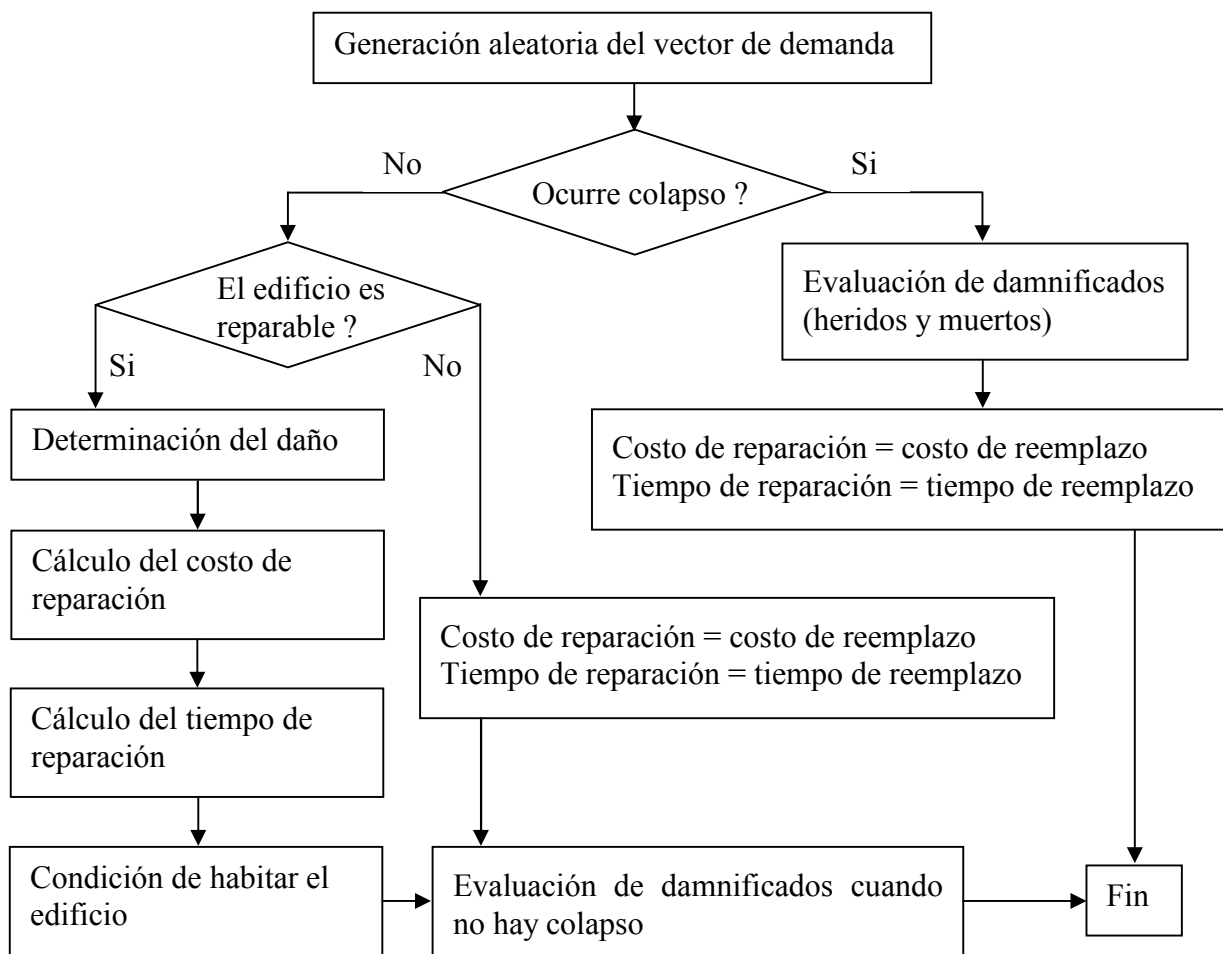 Generación aleatoria del vector de demanda
No
Si
Ocurre colapso ?
El edificio es
reparable ?
Evaluación de damnificados
(heridos y muertos)
Si
No
Determinación del daño
Costo de reparación = costo de reemplazo
Tiempo de reparación = tiempo de reemplazo
Cálculo del costo de
reparación
Costo de reparación = costo de reemplazo
Tiempo de reparación = tiempo de reemplazo
Cálculo del tiempo de
reparación
Condición de habitar el
edificio
Evaluación de damnificados cuando
no hay colapso
Fin